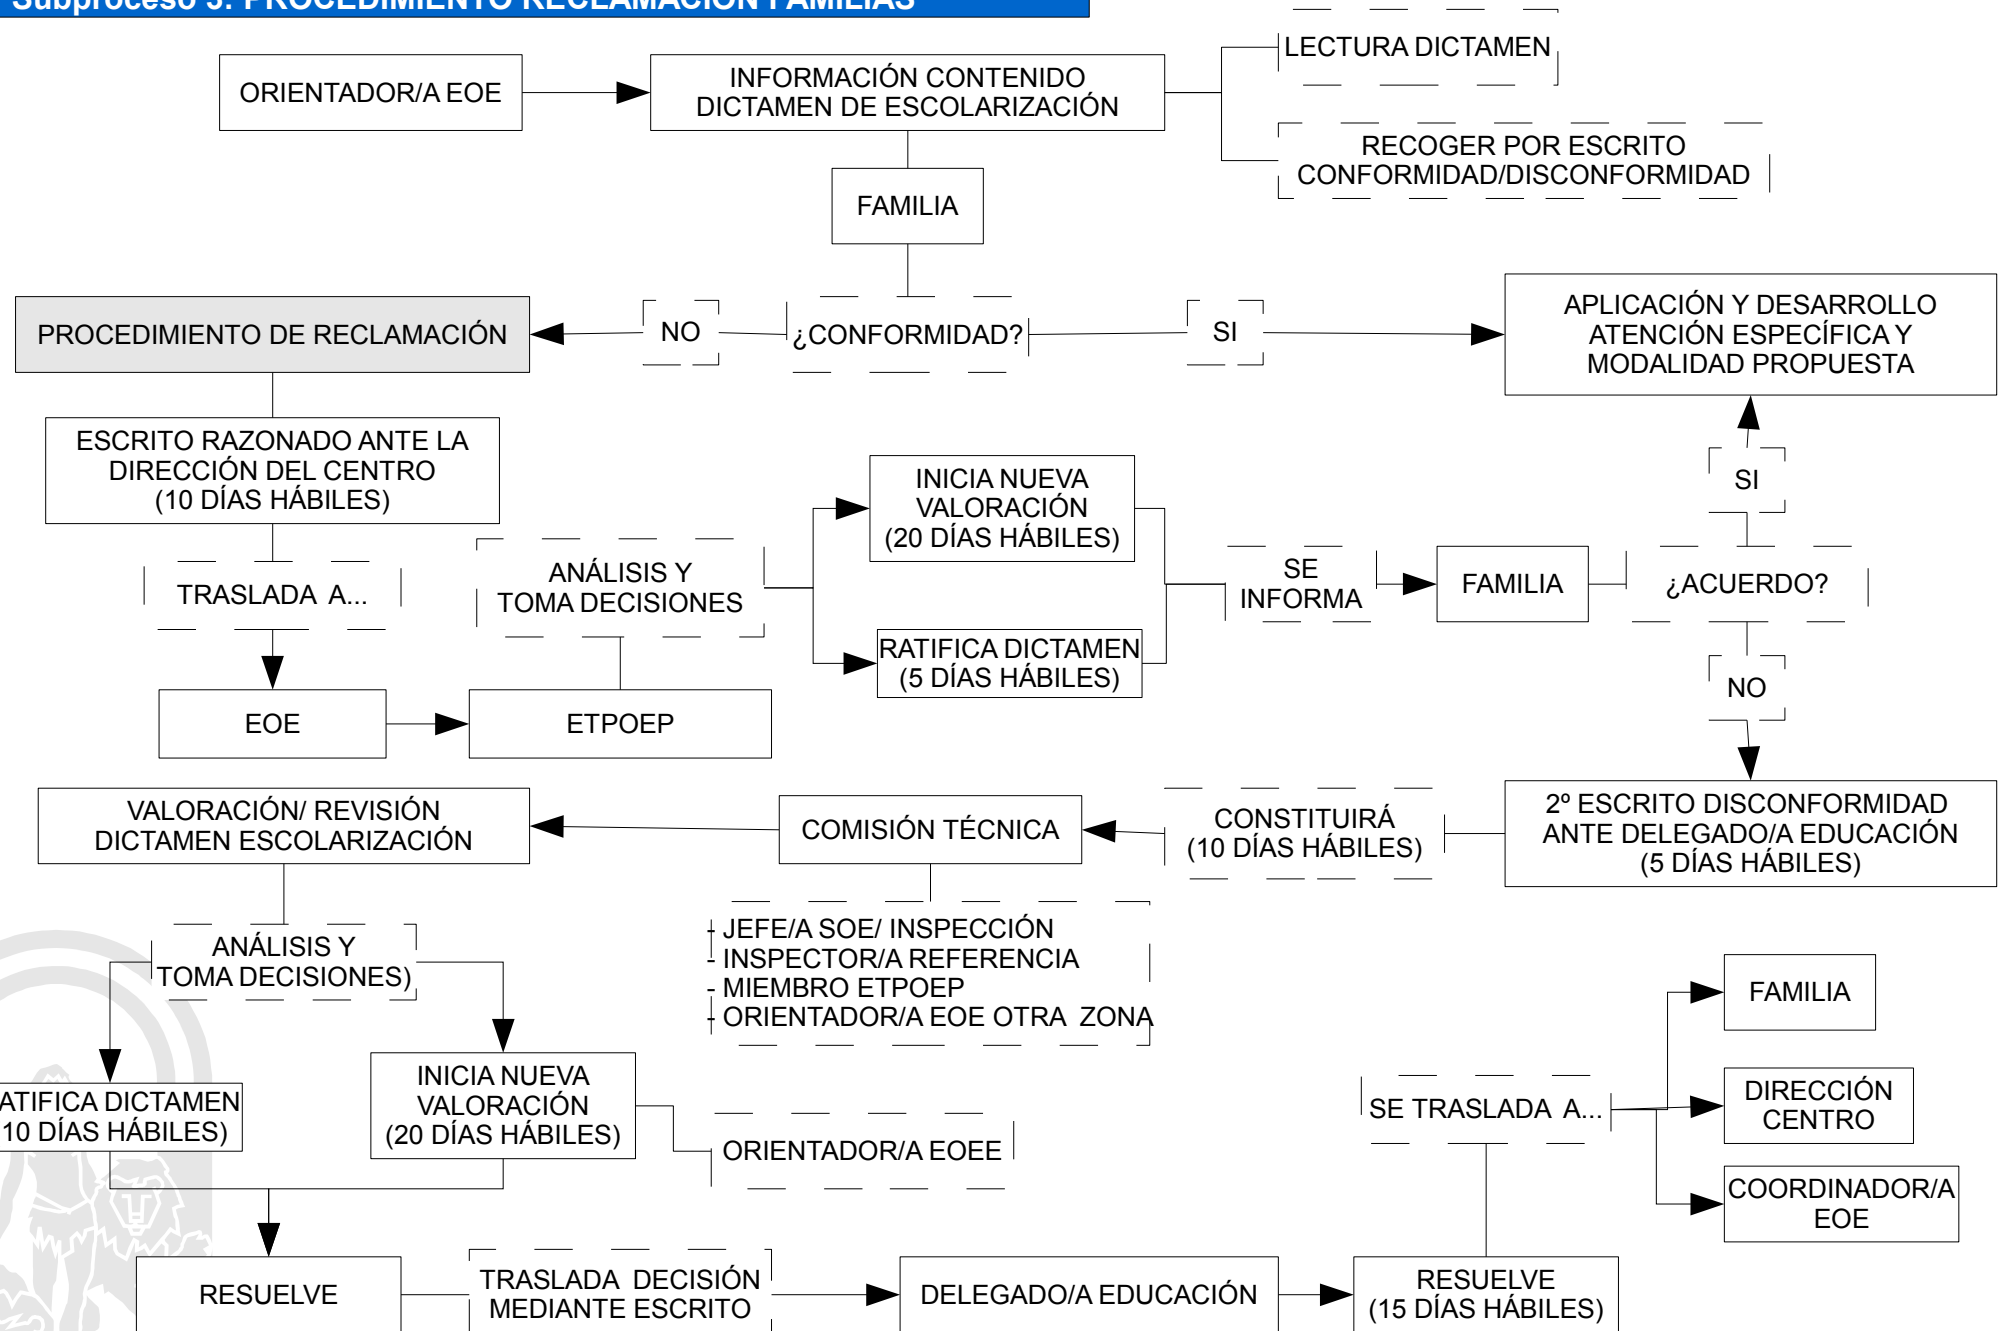 Subproceso 3: PROCEDIMIENTO RECLAMACIÓN FAMILIAS
ORIENTADOR/A EOE
INFORMACIÓN CONTENIDO
DICTAMEN DE ESCOLARIZACIÓN
LECTURA DICTAMEN
RECOGER POR ESCRITO
CONFORMIDAD/DISCONFORMIDAD
FAMILIA
PROCEDIMIENTO DE RECLAMACIÓN
NO
¿CONFORMIDAD?
SI
APLICACIÓN Y DESARROLLO
ATENCIÓN ESPECÍFICA Y
MODALIDAD PROPUESTA
ESCRITO RAZONADO ANTE LA
DIRECCIÓN DEL CENTRO
(10 DÍAS HÁBILES)
TRASLADA A...
EOE
ETPOEP
ANÁLISIS Y
TOMA DECISIONES
INICIA NUEVA
VALORACIÓN
(20 DÍAS HÁBILES)
RATIFICA DICTAMEN
(5 DÍAS HÁBILES)
SE
INFORMA
FAMILIA
¿ACUERDO?
SI
NO
2º ESCRITO DISCONFORMIDAD
ANTE DELEGADO/A EDUCACIÓN
(5 DÍAS HÁBILES)
CONSTITUIRÁ
(10 DÍAS HÁBILES)
COMISIÓN TÉCNICA
- JEFE/A SOE/ INSPECCIÓN
- INSPECTOR/A REFERENCIA
- MIEMBRO ETPOEP
- ORIENTADOR/A EOE OTRA ZONA
VALORACIÓN/ REVISIÓN
DICTAMEN ESCOLARIZACIÓN
ANÁLISIS Y
TOMA DECISIONES)
ATIFICA DICTAMEN
10 DÍAS HÁBILES)
INICIA NUEVA
VALORACIÓN
(20 DÍAS HÁBILES)
ORIENTADOR/A EOEE
RESUELVE
TRASLADA DECISIÓN
MEDIANTE ESCRITO
DELEGADO/A EDUCACIÓN
RESUELVE
(15 DÍAS HÁBILES)
SE TRASLADA A...
FAMILIA
DIRECCIÓN
CENTRO
COORDINADOR/A
EOE